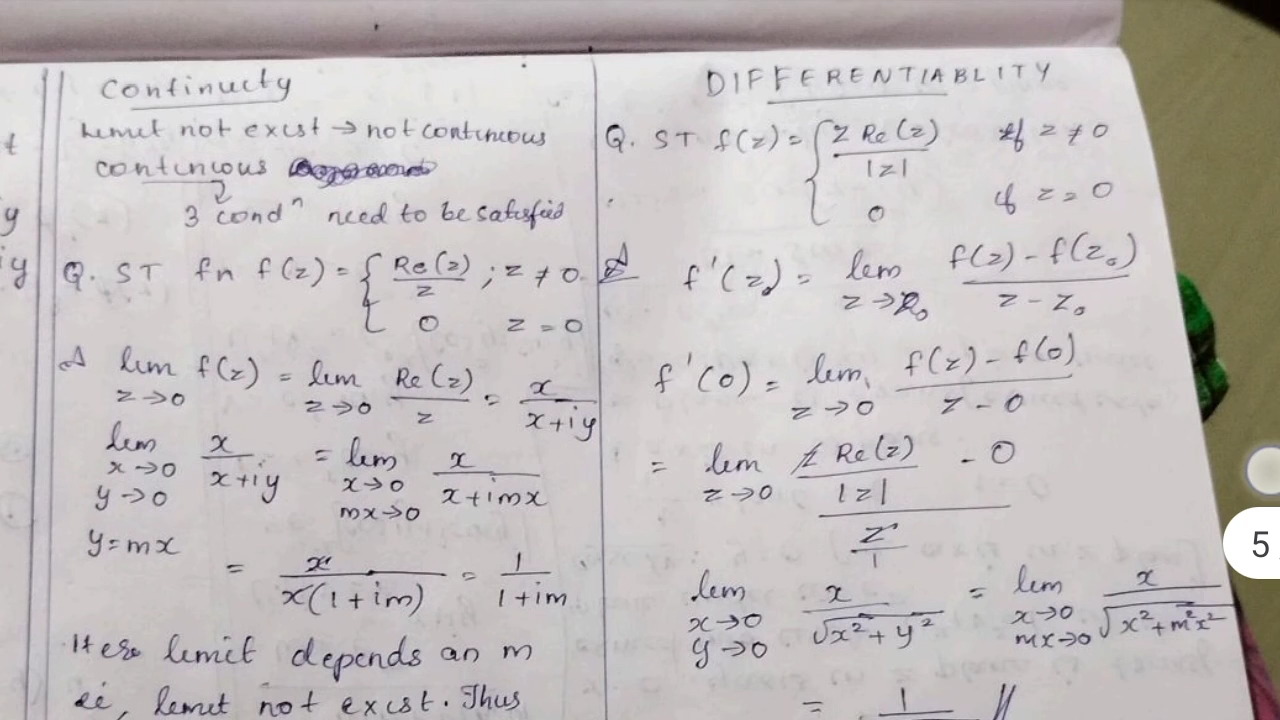 Continuity
Limit not exist → not continuous
continuous
3 condⁿ need to be satisfied
Q. ST fn f(z) = { Re(z)/z ; z ≠ 0
0 z = 0
lim z→0 f(z) = lim z→0 Re(z)/z = x/(x+iy)
lim x→0 y→0 x/(x+iy) = lim x→0 mx→0 x/(x+imx)
y=mx
= x/(x(1+im)) = 1/(1+im)
Here limit depends on m
ie, limit not exist. Thus
DIFFERENTIABLITY
Q. ST f(z) = { z Re(z)/|z| if z ≠ 0
0 if z = 0
f'(z₀) = lim z→z₀ (f(z) - f(z₀))/(z - z₀)
f'(0) = lim z→0 (f(z) - f(0))/(z - 0)
= lim z→0 (z Re(z)/|z| - 0)/(z/1)
lim x→0 y→0 x/√(x²+y²) = lim x→0 mx→0 x/√(x²+m²x²)
= 1
t
y
iy
5